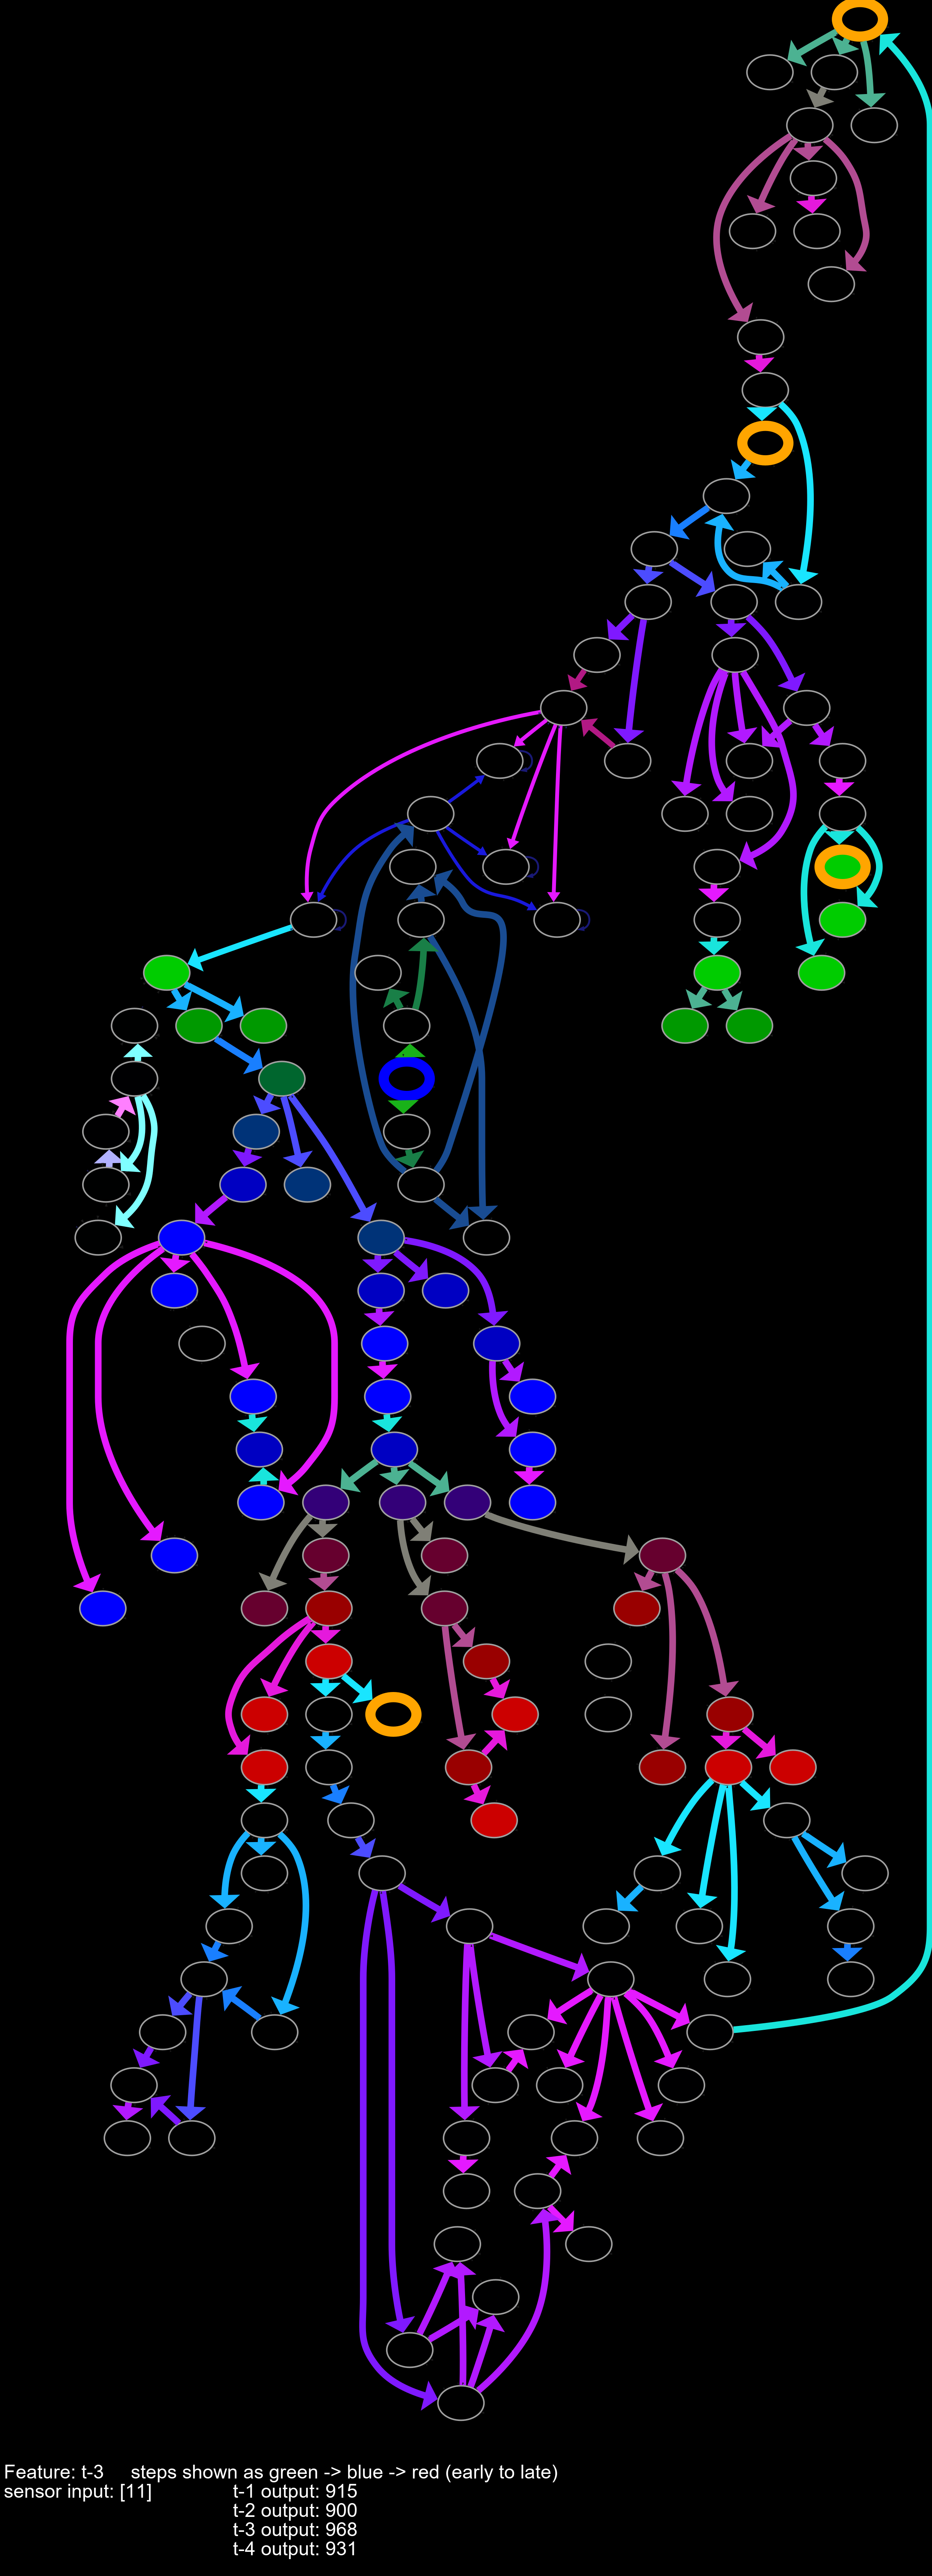 Feature: t-3 steps shown as green -> blue -> red (early to late)
sensor input: [11] t-1 output: 915
t-2 output: 900
t-3 output: 968
t-4 output: 931